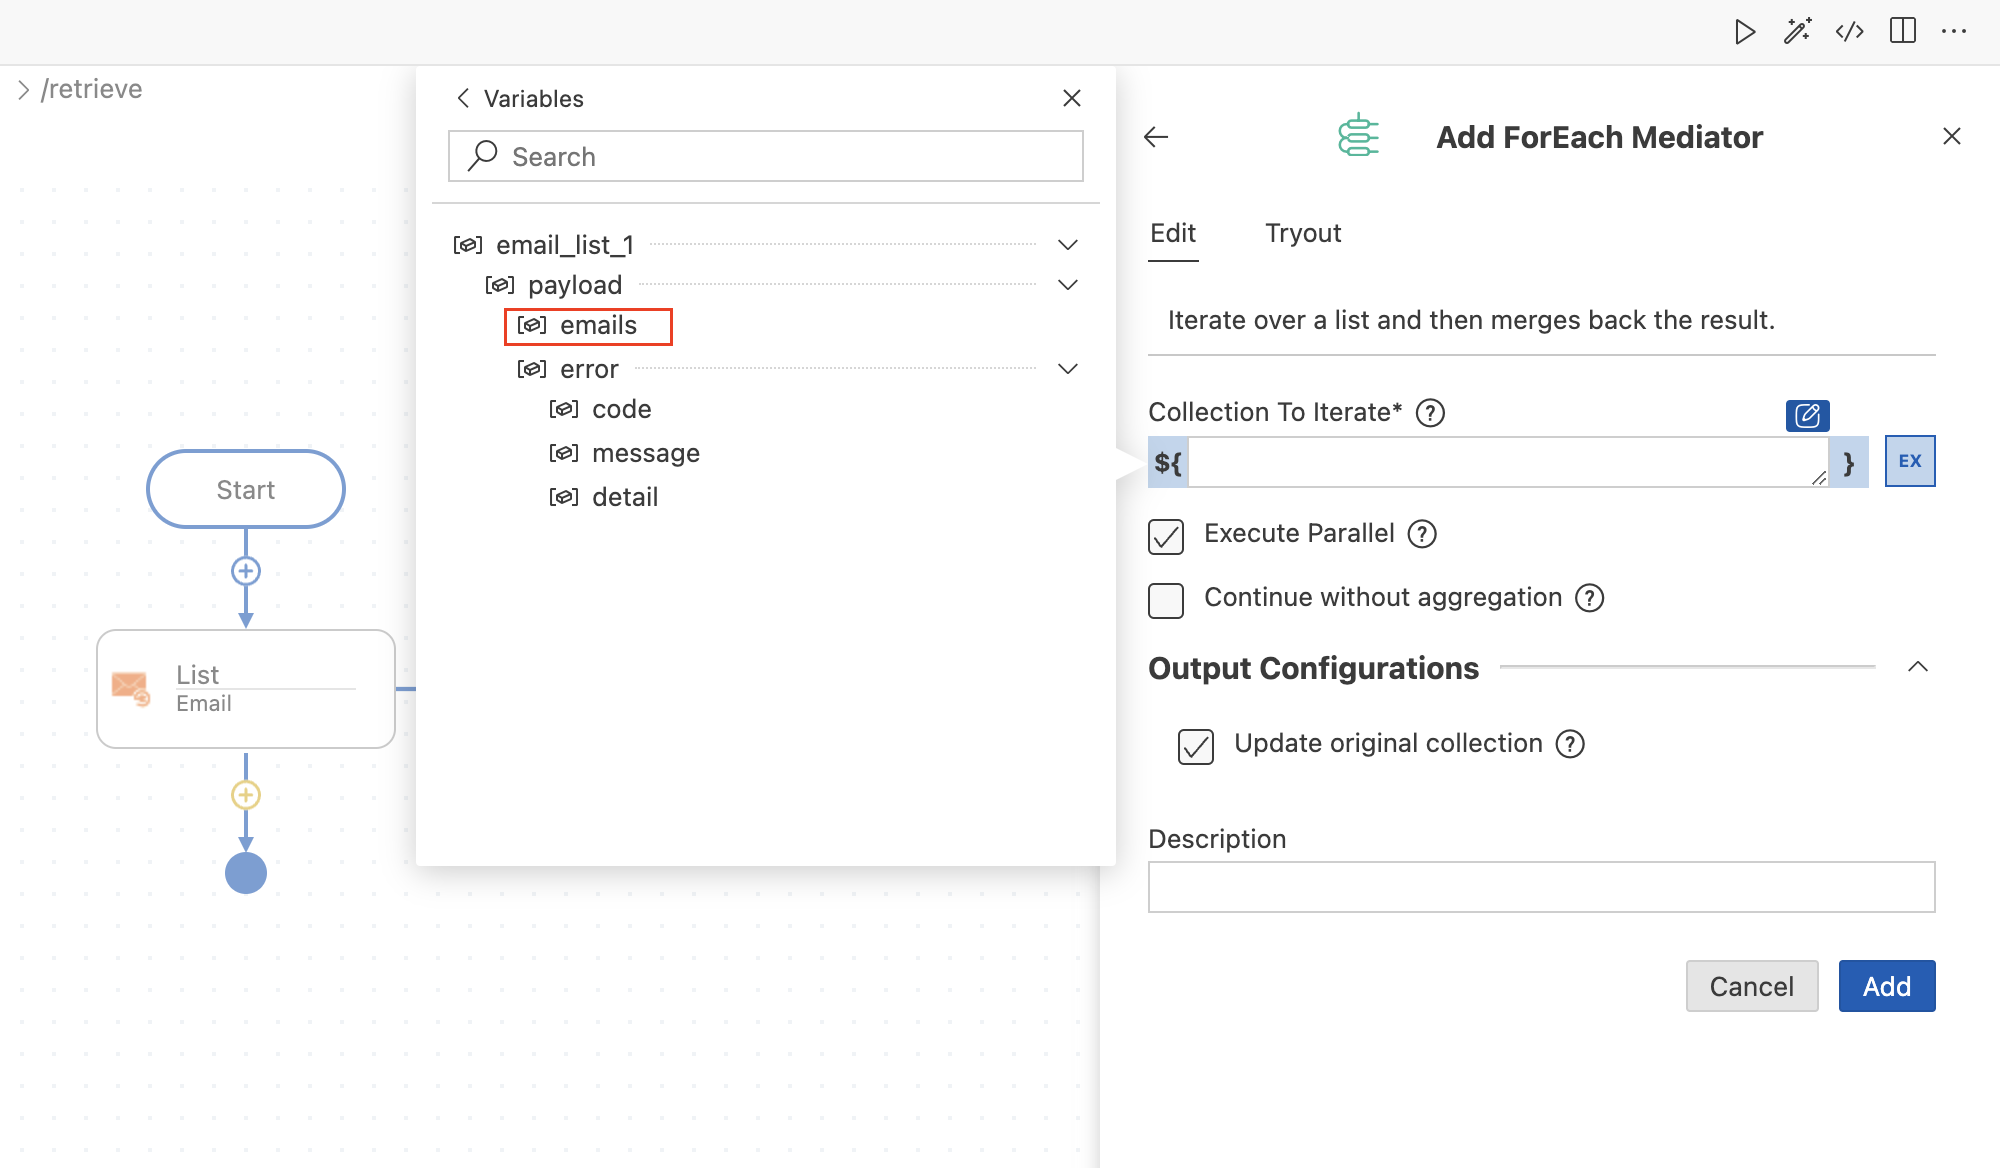 /retrieve
Start
List
Email
Variables
Search
email_list_1
payload
emails
error
code
message
detail
Add ForEach Mediator
Edit Tryout
Iterate over a list and then merges back the result.
Collection To Iterate*
${ } EX
Execute Parallel
Continue without aggregation
Output Configurations
Update original collection
Description
Cancel Add